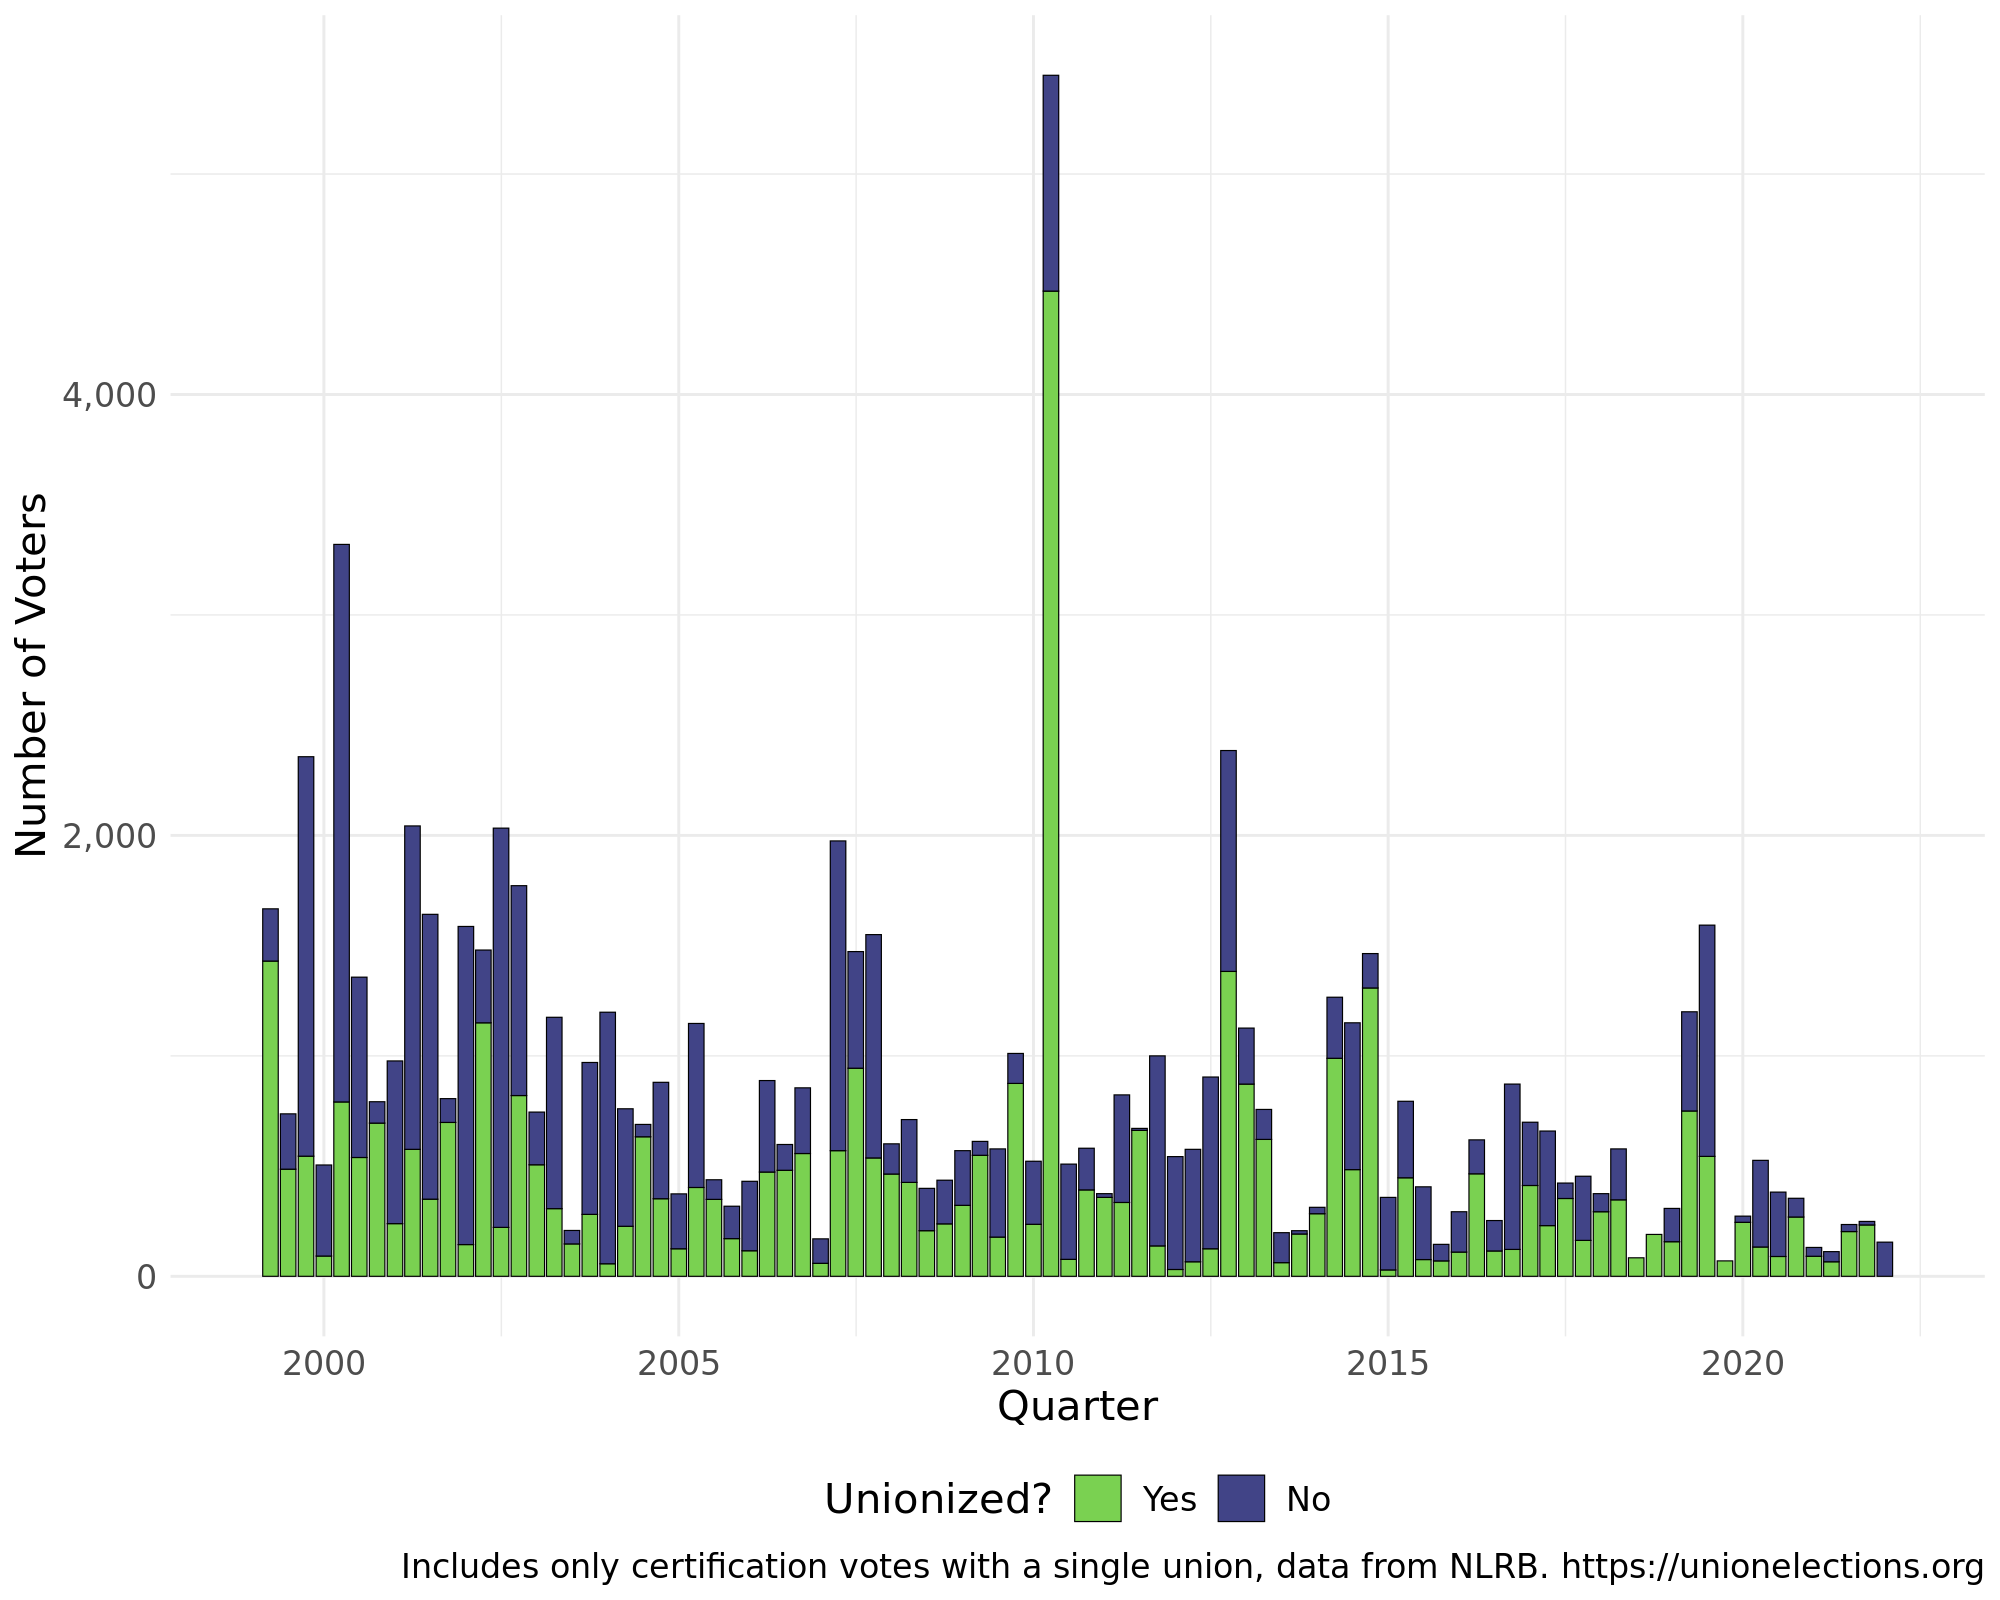 Number of Voters
4,000
2,000
0
2000 2005 2010 2015 2020
Quarter
Unionized? Yes No
Includes only certification votes with a single union, data from NLRB. https://unionelections.org